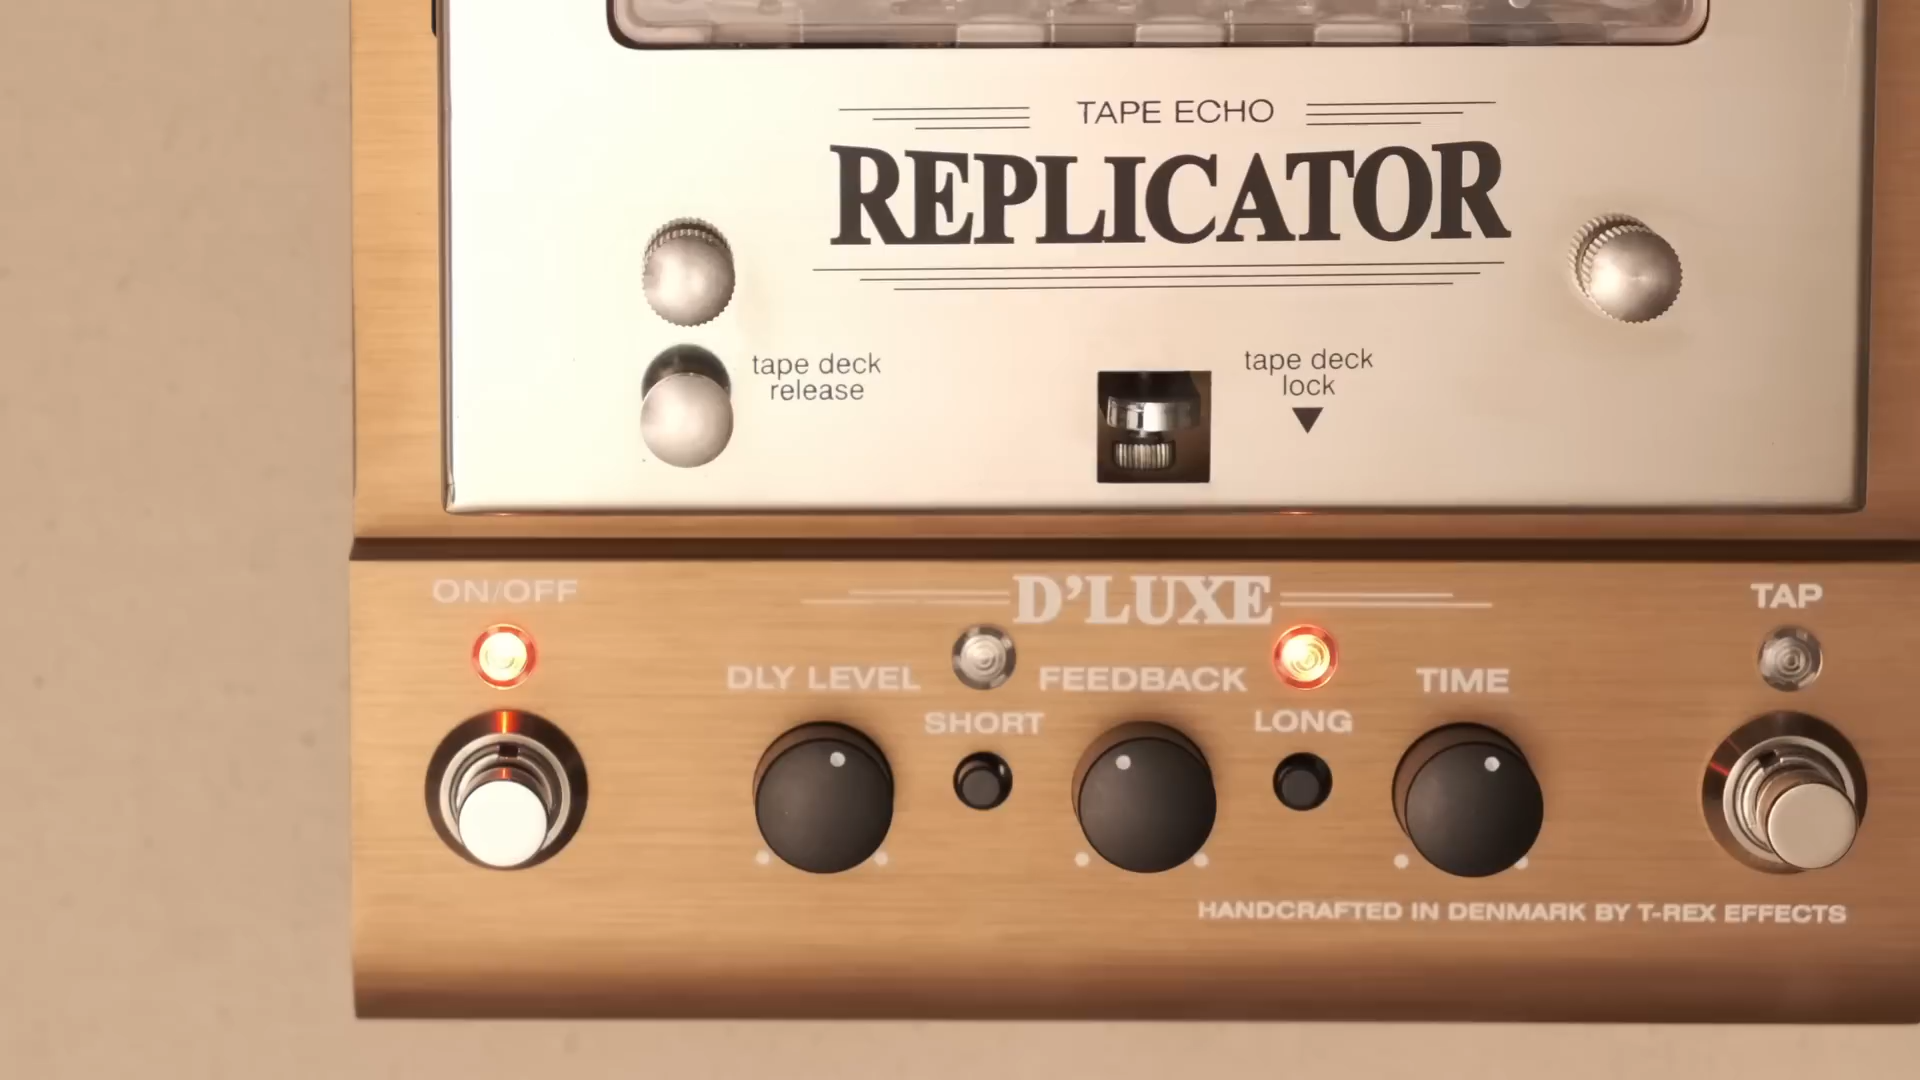 TAPE ECHO
REPLICATOR
tape deck
release
tape deck
lock
ON/OFF
D'LUXE
TAP
DLY LEVEL
FEEDBACK
TIME
SHORT
LONG
HANDCRAFTED IN DENMARK BY T-REX EFFECTS